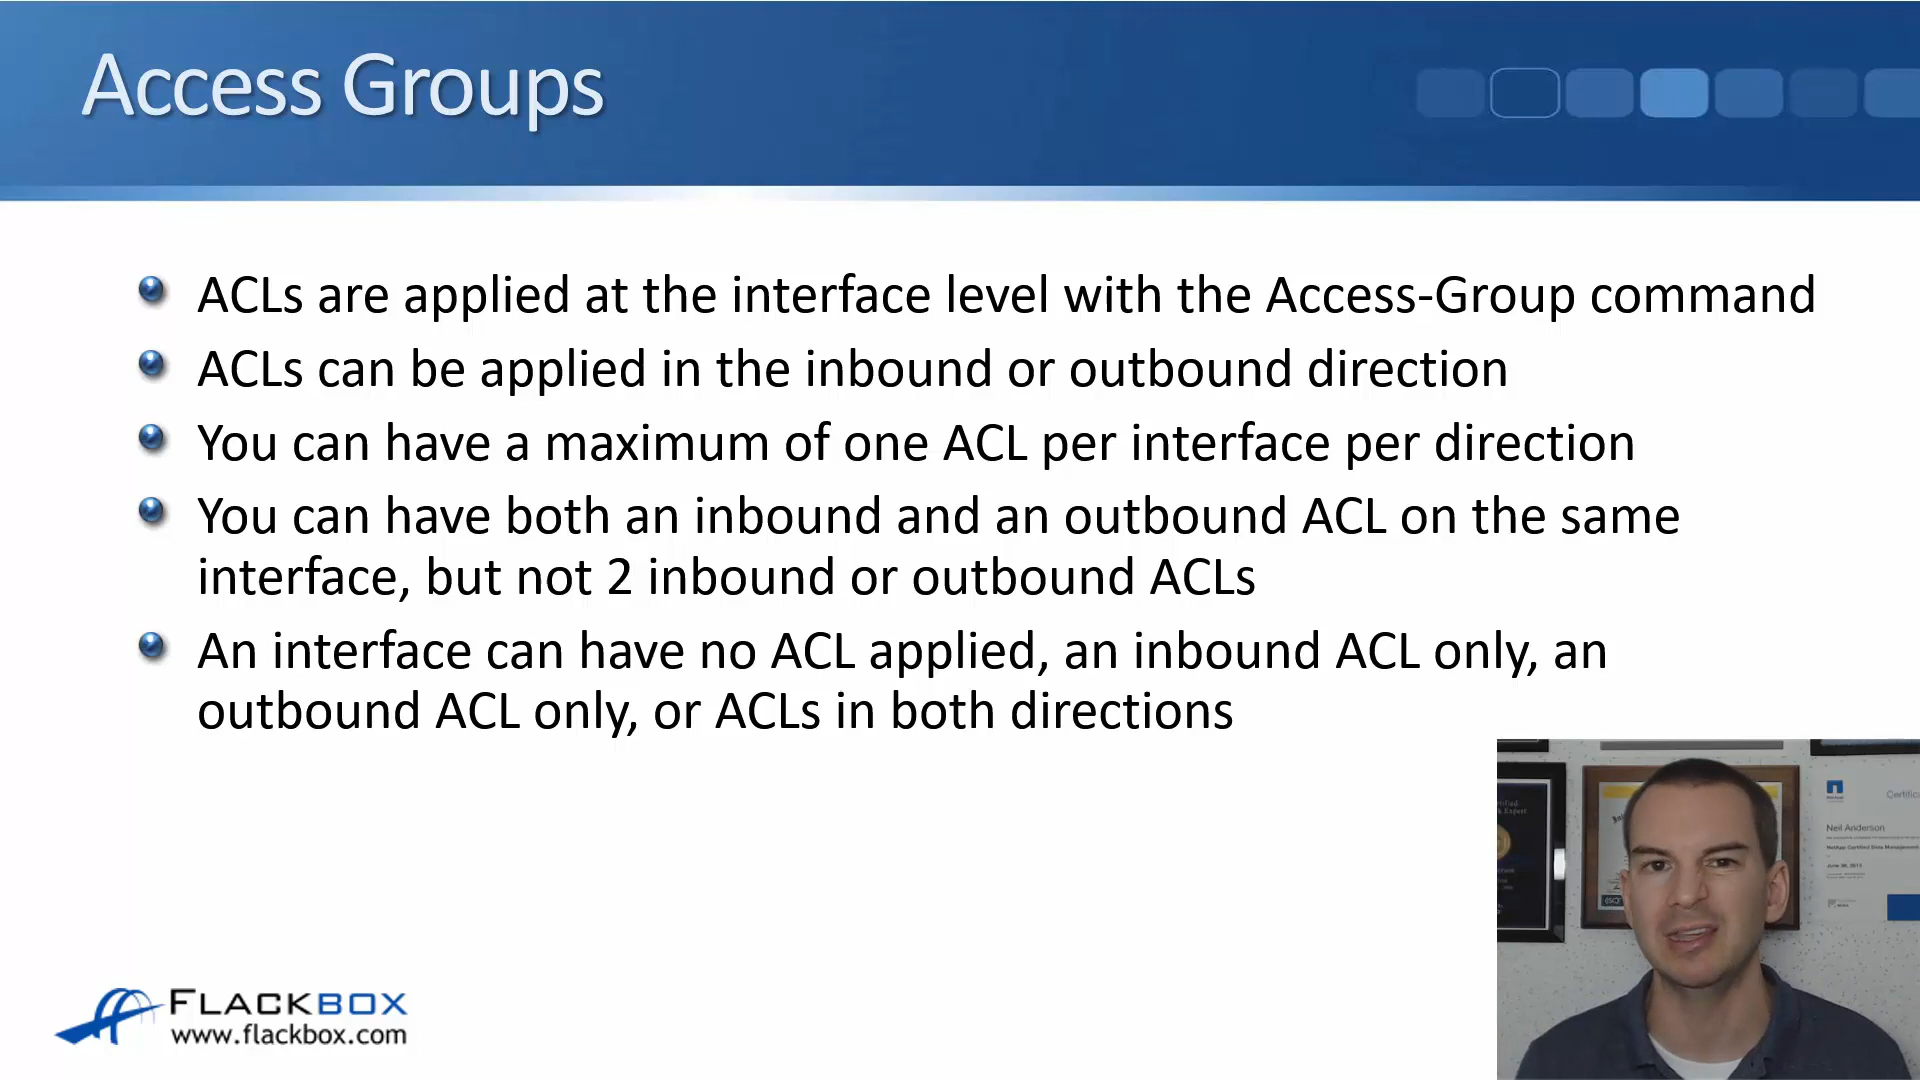 Access Groups
ACLs are applied at the interface level with the Access-Group command
ACLs can be applied in the inbound or outbound direction
You can have a maximum of one ACL per interface per direction
You can have both an inbound and an outbound ACL on the same
interface, but not 2 inbound or outbound ACLs
An interface can have no ACL applied, an inbound ACL only, an
outbound ACL only, or ACLs in both directions
Neil Anderson
NetApp Certified Data Management
FLACKBOX
www.flackbox.com